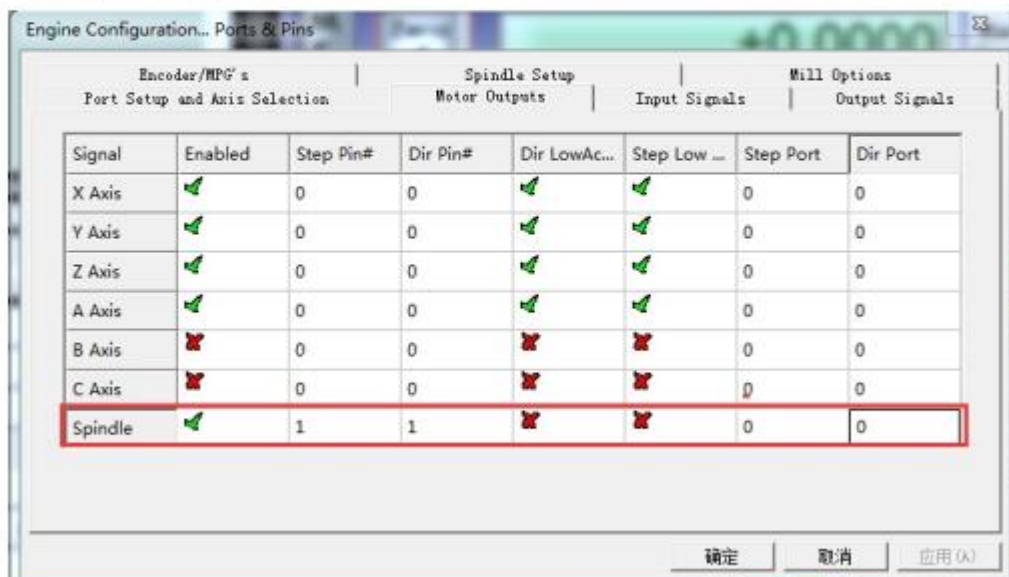 Engine Configuration... Ports & Pins
+0.0000
Encoder/MPG's Spindle Setup Mill Options
Port Setup and Axis Selection Motor Outputs Input Signals Output Signals
Signal Enabled Step Pin# Dir Pin# Dir LowAc... Step Low ... Step Port Dir Port
X Axis 0 0 0 0
Y Axis 0 0 0 0
Z Axis 0 0 0 0
A Axis 0 0 0 0
B Axis 0 0 0 0
C Axis 0 0 0 0
Spindle 1 1 0 0
确定 取消 应用(A)